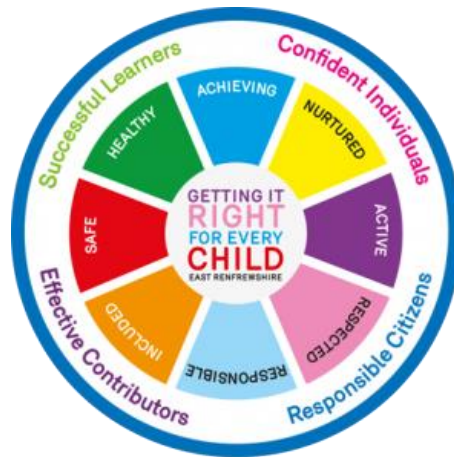 Successful Learners
Confident Individuals
Responsible Citizens
Effective Contributors
ACHIEVING
NURTURED
ACTIVE
RESPECTED
RESPONSIBLE
INCLUDED
SAFE
HEALTHY
GETTING IT
RIGHT
FOR EVERY
CHILD
EAST RENFREWSHIRE